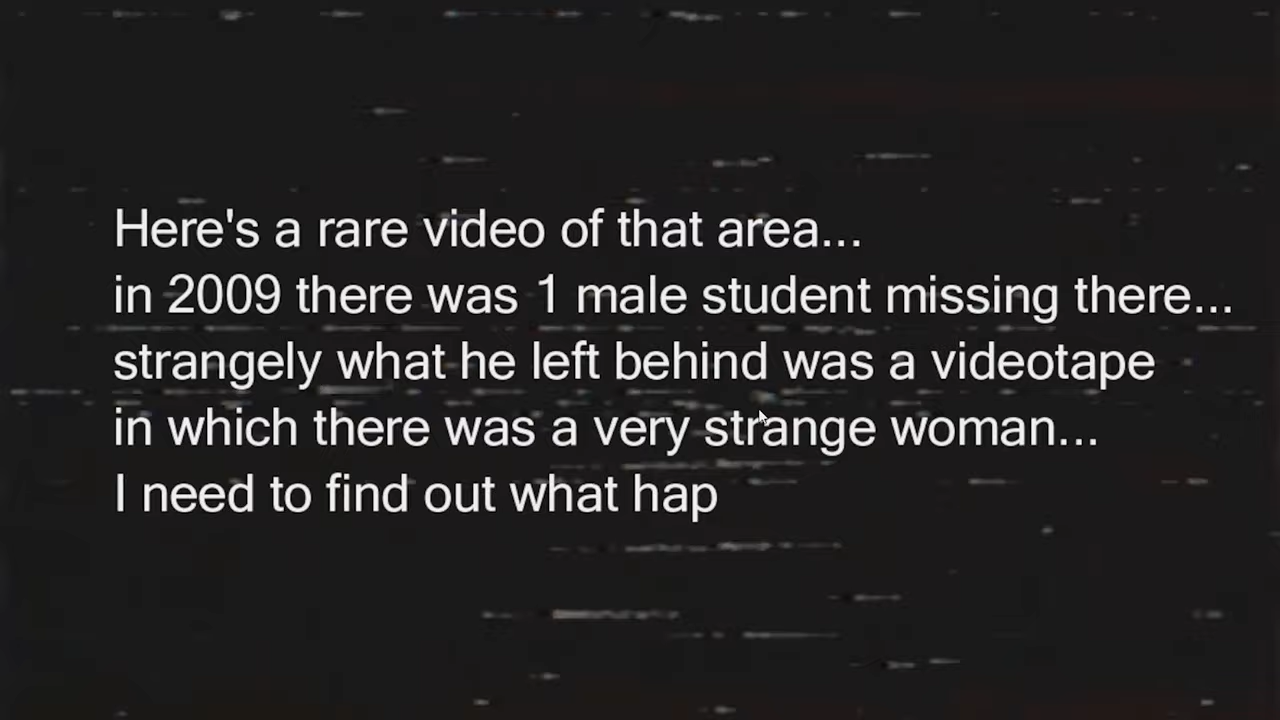 Here's a rare video of that area...
in 2009 there was 1 male student missing there...
strangely what he left behind was a videotape
in which there was a very strange woman...
I need to find out what hap